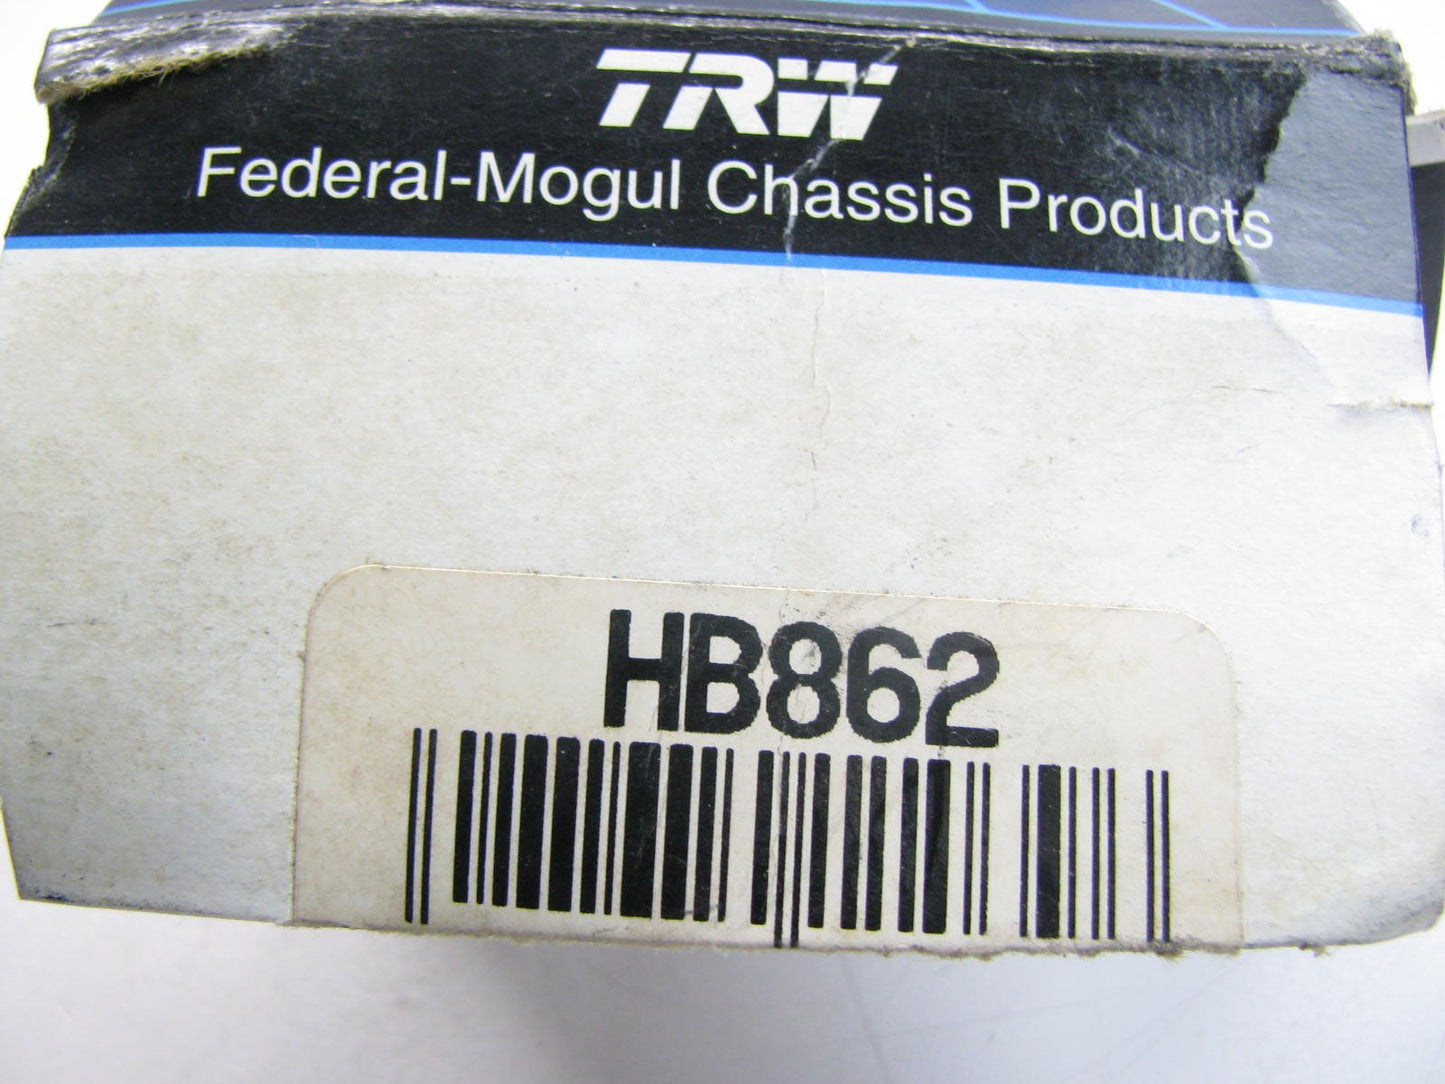 TRW
Federal-Mogul Chassis Products
HB862